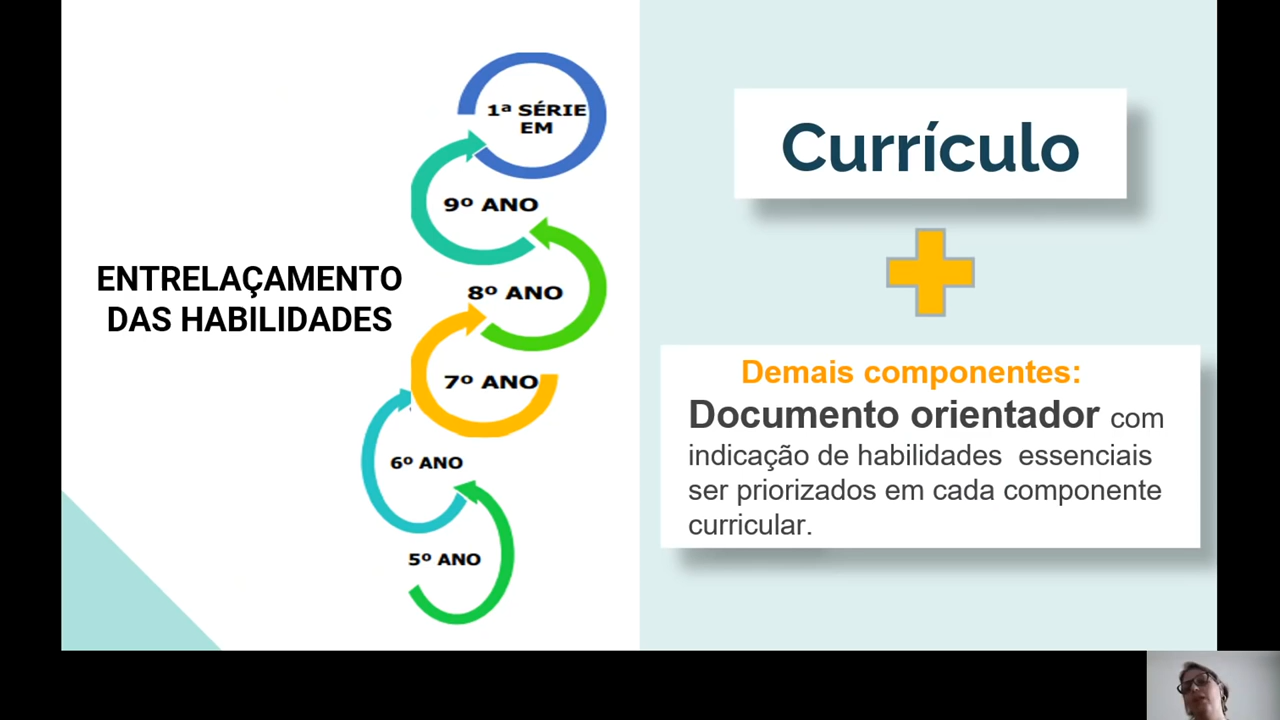 ENTRELAÇAMENTO
DAS HABILIDADES
1ª SÉRIE
EM
9º ANO
8º ANO
7º ANO
6º ANO
5º ANO
Currículo
Demais componentes:
Documento orientador com
indicação de habilidades essenciais
ser priorizados em cada componente
curricular.